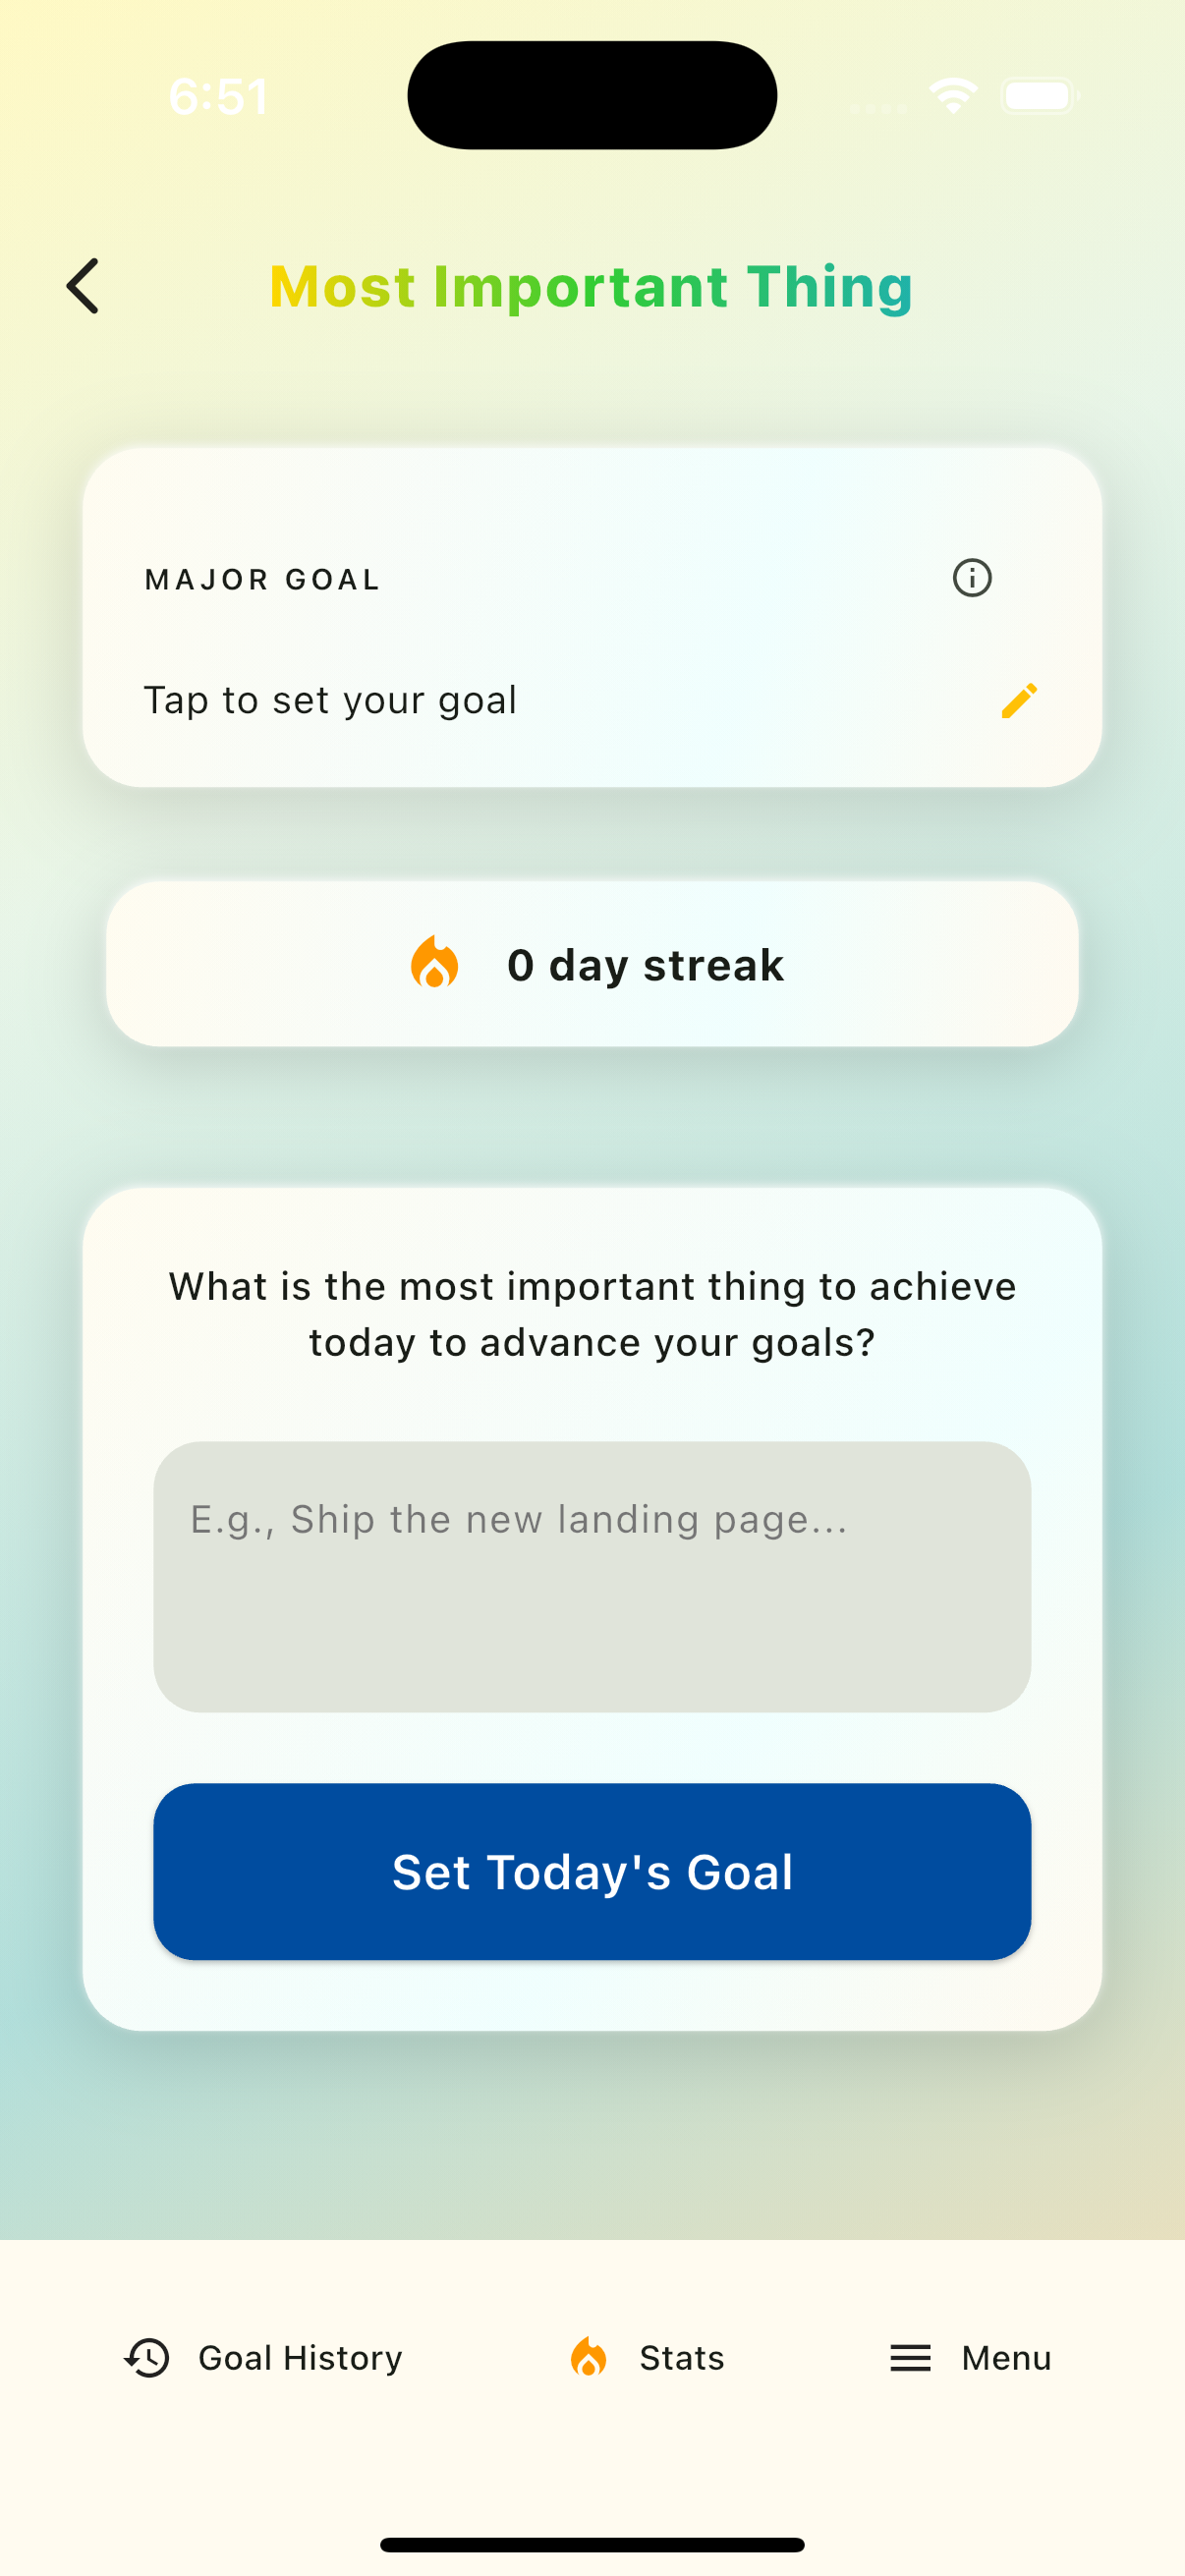 6:51
Most Important Thing
MAJOR GOAL
Tap to set your goal
0 day streak
What is the most important thing to achieve
today to advance your goals?
E.g., Ship the new landing page...
Set Today's Goal
Goal History
Stats
Menu